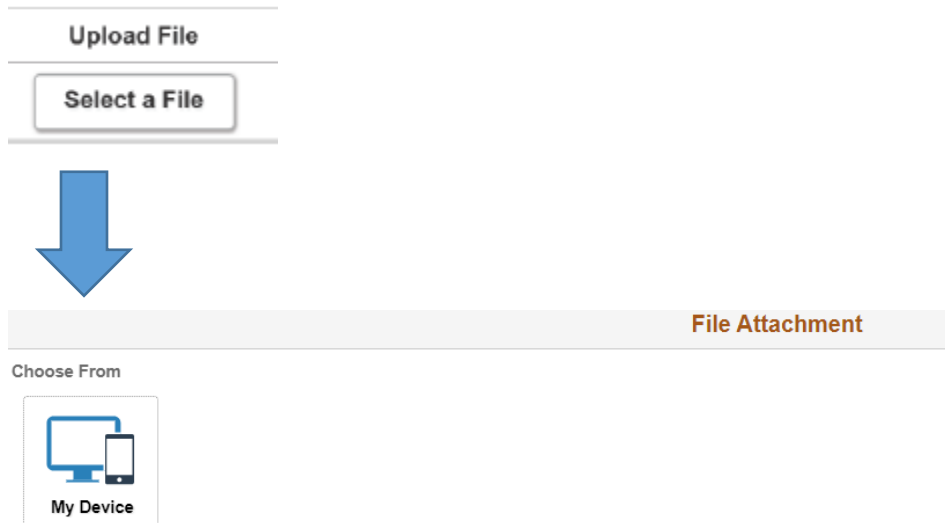 Upload File
Select a File
File Attachment
Choose From
My Device